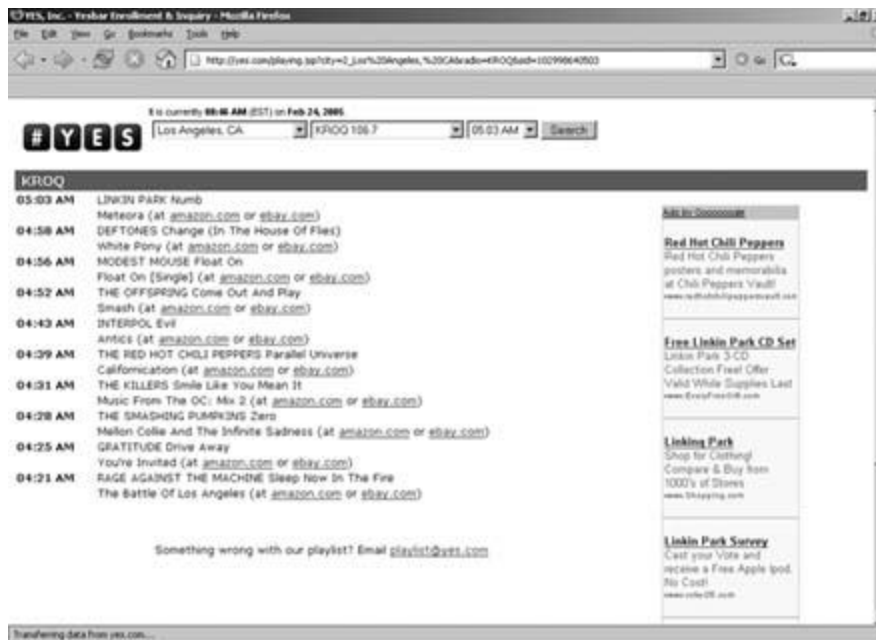 YES, Inc. - Yesbar Enrollment & Inquiry - Mozilla Firefox
File Edit View Go Bookmarks Tools Help
It is currently 08:46 AM (EST) on Feb 24, 2005
#YES
Los Angeles, CA KROQ 106.7 05:03 AM Search
KROQ
05:03 AM LINKIN PARK Numb
Meteora (at amazon.com or ebay.com)
04:58 AM DEFTONES Change (In The House Of Flies)
White Pony (at amazon.com or ebay.com)
04:56 AM MODEST MOUSE Float On
Float On [Single] (at amazon.com or ebay.com)
04:52 AM THE OFFSPRING Come Out And Play
Smash (at amazon.com or ebay.com)
04:43 AM INTERPOL Evil
Antics (at amazon.com or ebay.com)
04:39 AM THE RED HOT CHILI PEPPERS Parallel Universe
Californication (at amazon.com or ebay.com)
04:31 AM THE KILLERS Smile Like You Mean It
Music From The OC: Mix 2 (at amazon.com or ebay.com)
04:28 AM THE SMASHING PUMPKINS Zero
Mellon Collie And The Infinite Sadness (at amazon.com or ebay.com)
04:25 AM GRATITUDE Drive Away
You're Invited (at amazon.com or ebay.com)
04:21 AM RAGE AGAINST THE MACHINE Sleep Now In The Fire
The Battle Of Los Angeles (at amazon.com or ebay.com)
Something wrong with our playlist? Email playlist@yes.com
Ads by Goooooogle
Red Hot Chili Peppers
Red Hot Chili Peppers
posters and memorabilia
at Chili Peppers Vault!
Free Linkin Park CD Set
Linkin Park 3-CD
Collection Free! Offer
Valid While Supplies Last
Linking Park
Shop for Clothing!
Compare & Buy from
1000's of Stores
www.Shopping.com
Linkin Park Survey
Cast your Vote and
receive a Free Apple Ipod.
No Cost!
Transferring data from yes.com...